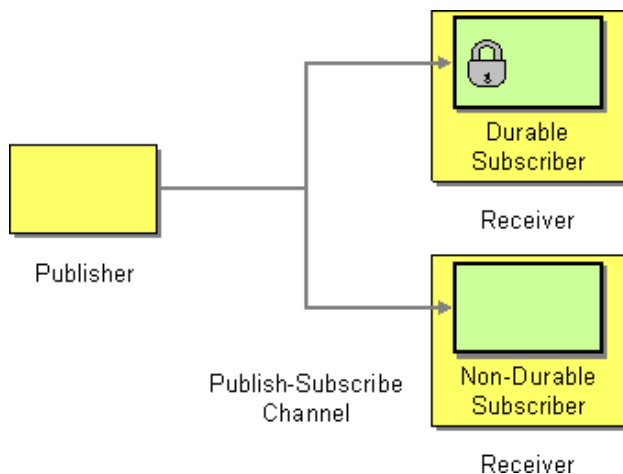 Durable
Subscriber
Receiver
Publisher
Publish-Subscribe
Channel
Non-Durable
Subscriber
Receiver